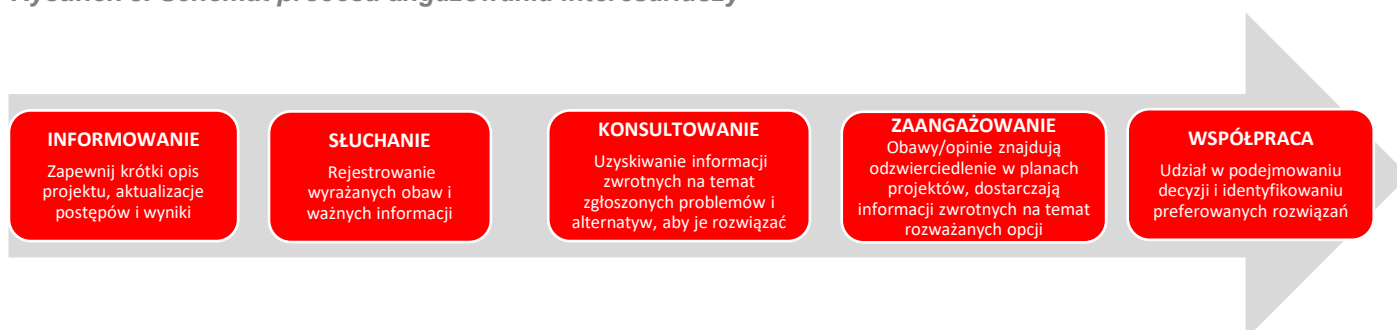 INFORMOWANIE
Zapewnij krótki opis
projektu, aktualizacje
postępów i wyniki
SŁUCHANIE
Rejestrowanie
wyrażanych obaw i
ważnych informacji
KONSULTOWANIE
Uzyskiwanie informacji
zwrotnych na temat
zgłoszonych problemów i
alternatyw, aby je rozwiązać
ZAANGAŻOWANIE
Obawy/opinie znajdują
odzwierciedlenie w planach
projektów, dostarczają
informacji zwrotnych na temat
rozważanych opcji
WSPÓŁPRACA
Udział w podejmowaniu
decyzji i identyfikowaniu
preferowanych rozwiązań